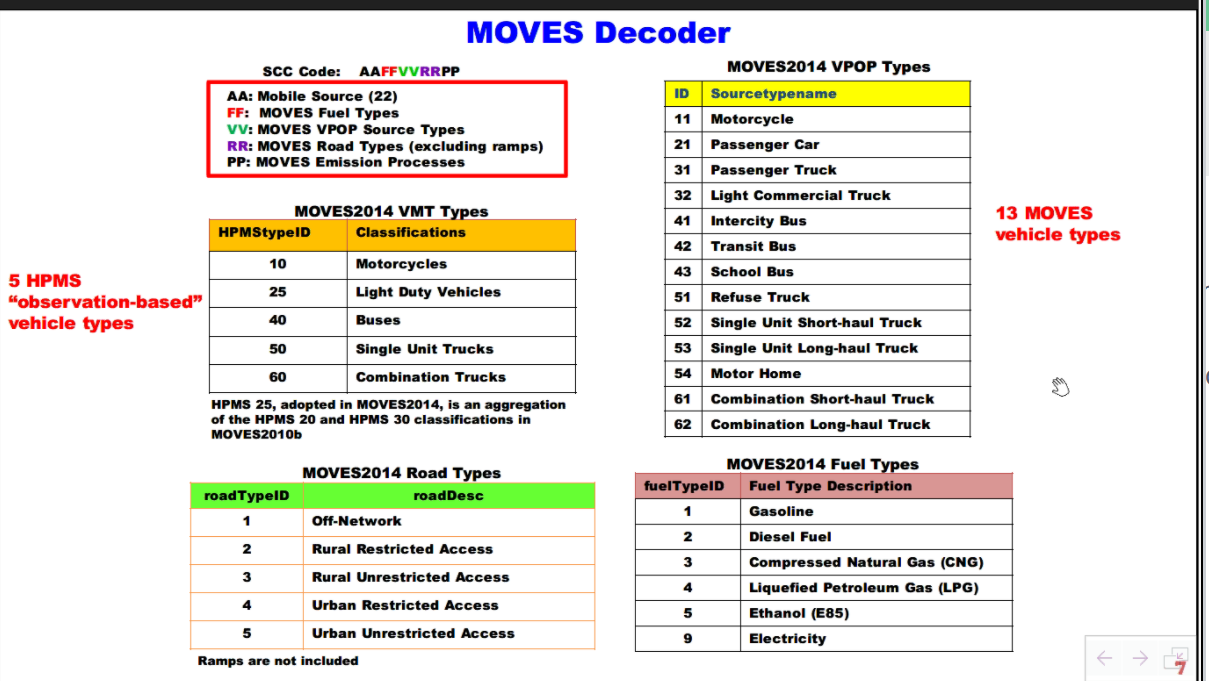 MOVES Decoder
SCC Code: AAFFVVRRPP
AA: Mobile Source (22)
FF: MOVES Fuel Types
VV: MOVES VPOP Source Types
RR: MOVES Road Types (excluding ramps)
PP: MOVES Emission Processes
MOVES2014 VMT Types
HPMStypeID Classifications
10 Motorcycles
25 Light Duty Vehicles
40 Buses
50 Single Unit Trucks
60 Combination Trucks
5 HPMS
“observation-based”
vehicle types
HPMS 25, adopted in MOVES2014, is an aggregation
of the HPMS 20 and HPMS 30 classifications in
MOVES2010b
MOVES2014 VPOP Types
ID Sourcetypename
11 Motorcycle
21 Passenger Car
31 Passenger Truck
32 Light Commercial Truck
41 Intercity Bus
42 Transit Bus
43 School Bus
51 Refuse Truck
52 Single Unit Short-haul Truck
53 Single Unit Long-haul Truck
54 Motor Home
61 Combination Short-haul Truck
62 Combination Long-haul Truck
13 MOVES
vehicle types
MOVES2014 Road Types
roadTypeID roadDesc
1 Off-Network
2 Rural Restricted Access
3 Rural Unrestricted Access
4 Urban Restricted Access
5 Urban Unrestricted Access
Ramps are not included
MOVES2014 Fuel Types
fuelTypeID Fuel Type Description
1 Gasoline
2 Diesel Fuel
3 Compressed Natural Gas (CNG)
4 Liquefied Petroleum Gas (LPG)
5 Ethanol (E85)
9 Electricity
7